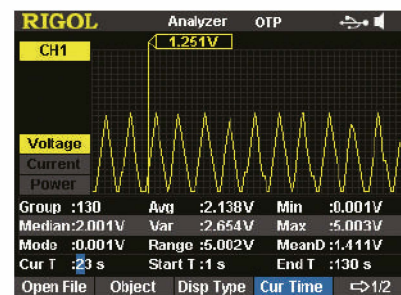 RIGOL Analyzer OTP
CH1
1.251V
Voltage
Current
Power
Group :130 Avg :2.138V Min :0.001V
Median:2.001V Var :2.654V Max :5.003V
Mode :0.001V Range :5.002V MeanD :1.411V
Cur T :23 s Start T :1 s End T :130 s
Open File Object Disp Type Cur Time ⇨1/2